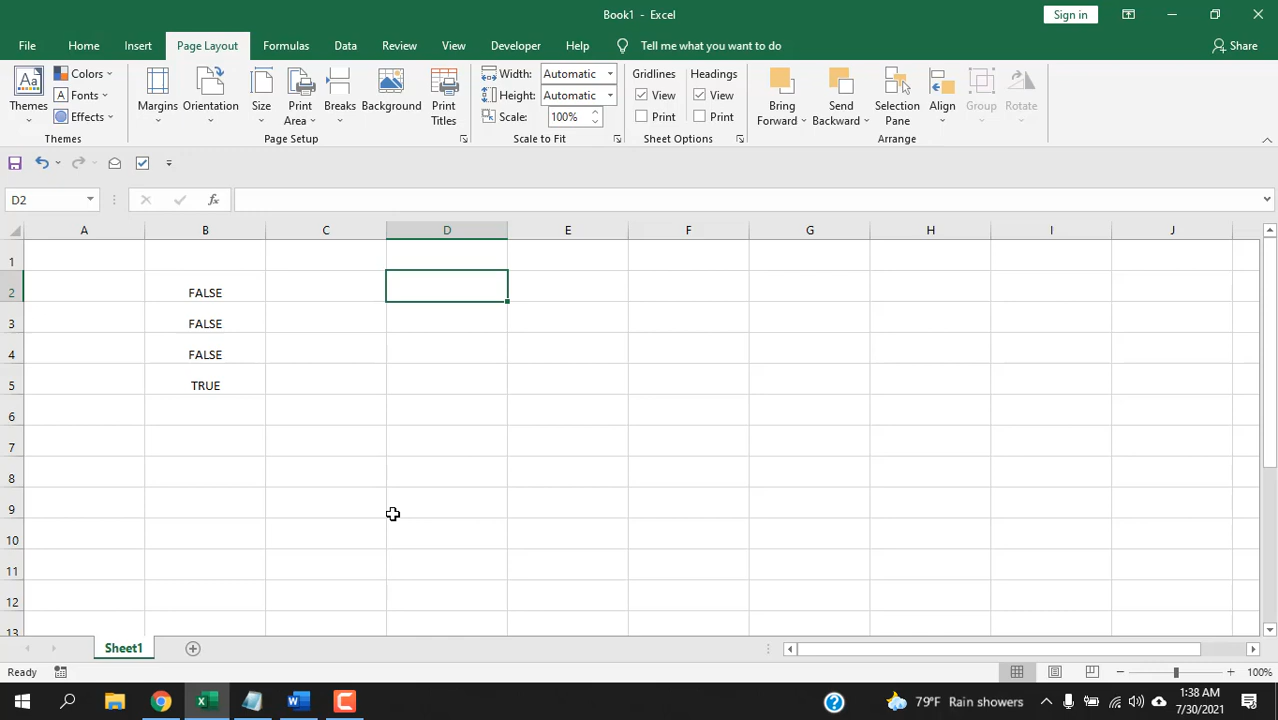 Book1 - Excel
Sign in
File Home Insert Page Layout Formulas Data Review View Developer Help Tell me what you want to do Share
Themes Colors Fonts Effects
Margins Orientation Size Print Area Breaks Background Print Titles
Width: Automatic
Height: Automatic
Scale: 100%
Gridlines Headings
View View
Print Print
Bring Forward Send Backward Selection Pane Align Group Rotate
Themes Page Setup Scale to Fit Sheet Options Arrange
D2 fx
A B C D E F G H I J
1
2 FALSE
3 FALSE
4 FALSE
5 TRUE
6
7
8
9
10
11
12
13
Sheet1
Ready 100%
79°F Rain showers 1:38 AM
7/30/2021